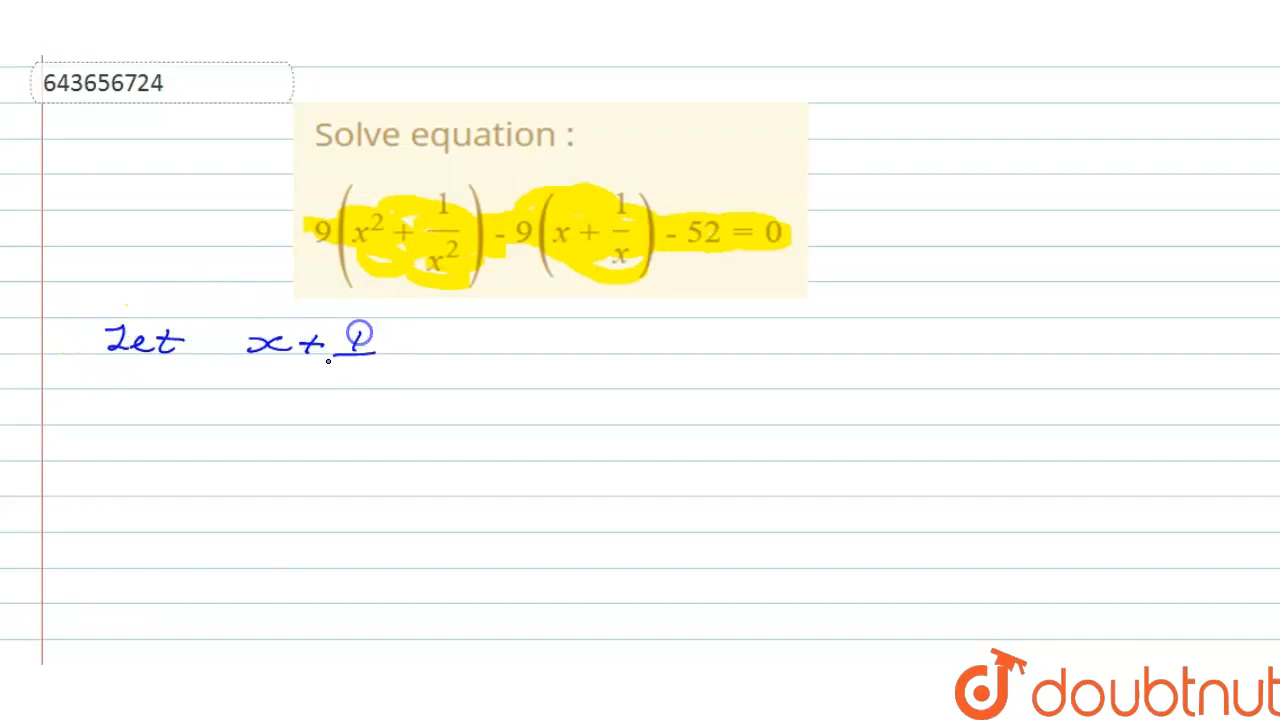 643656724
Solve equation :
9(x² + 1/x²) - 9(x + 1/x) - 52 = 0
Let x + 1
doubtnut